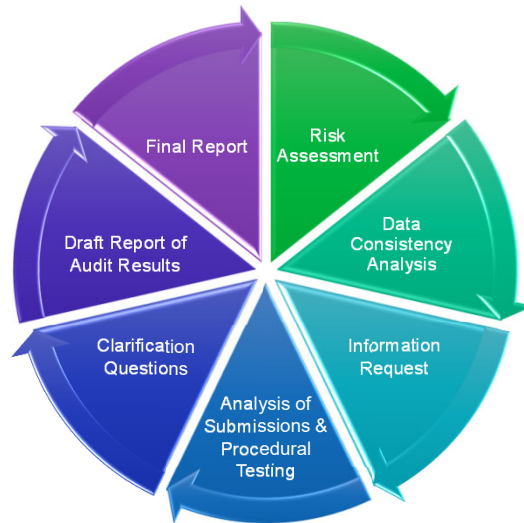 Risk
Assessment
Data
Consistency
Analysis
Information
Request
Analysis of
Submissions &
Procedural
Testing
Clarification
Questions
Draft Report of
Audit Results
Final Report